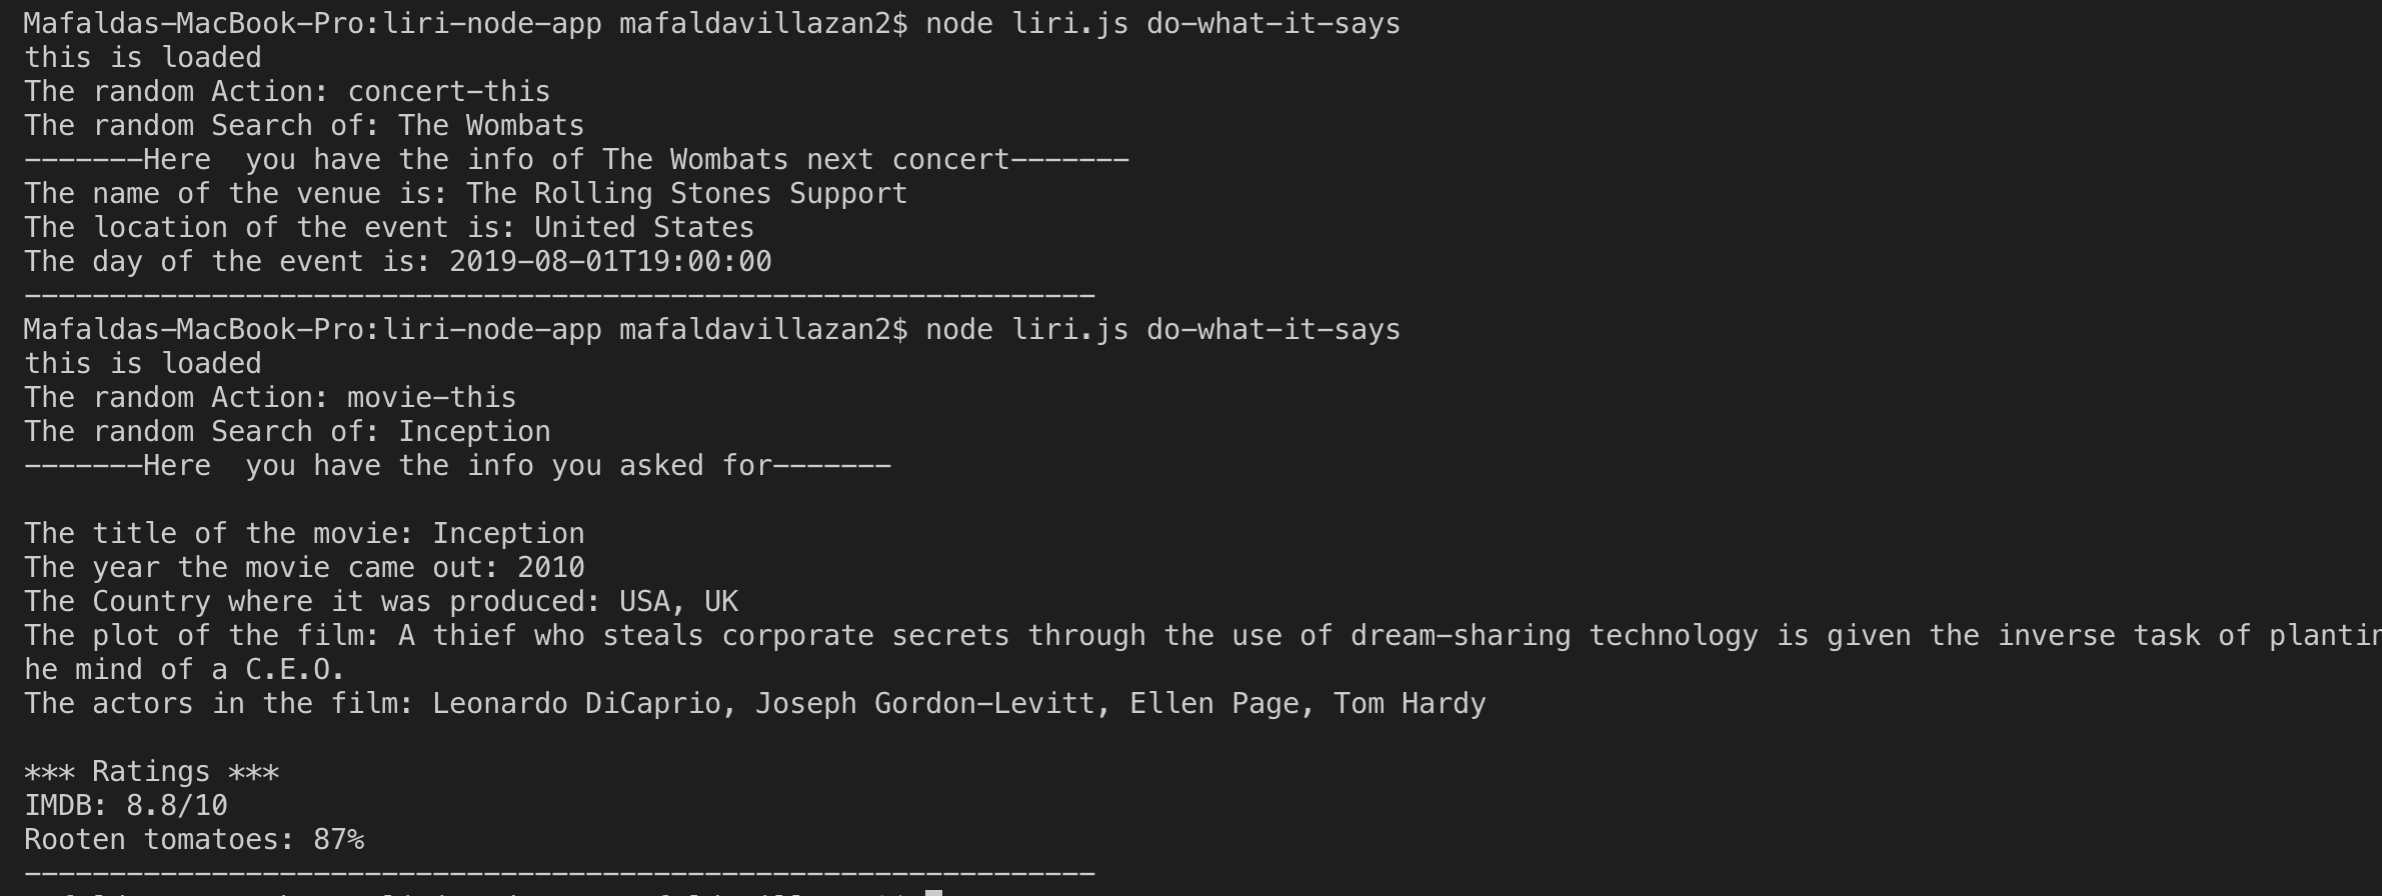 Mafaldas-MacBook-Pro:liri-node-app mafaldavillazan2$ node liri.js do-what-it-says
this is loaded
The random Action: concert-this
The random Search of: The Wombats
-------Here  you have the info of The Wombats next concert-------
The name of the venue is: The Rolling Stones Support
The location of the event is: United States
The day of the event is: 2019-08-01T19:00:00
---------------------------------------------------------------
Mafaldas-MacBook-Pro:liri-node-app mafaldavillazan2$ node liri.js do-what-it-says
this is loaded
The random Action: movie-this
The random Search of: Inception
-------Here  you have the info you asked for-------
The title of the movie: Inception
The year the movie came out: 2010
The Country where it was produced: USA, UK
The plot of the film: A thief who steals corporate secrets through the use of dream-sharing technology is given the inverse task of plantin
he mind of a C.E.O.
The actors in the film: Leonardo DiCaprio, Joseph Gordon-Levitt, Ellen Page, Tom Hardy
*** Ratings ***
IMDB: 8.8/10
Rooten tomatoes: 87%
---------------------------------------------------------------